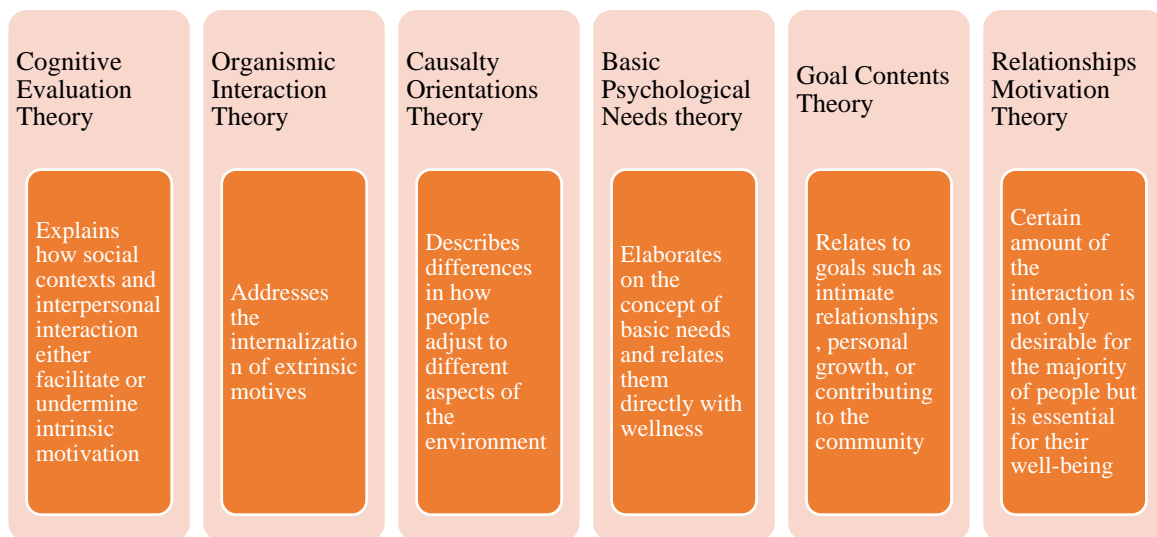 Cognitive
Evaluation
Theory
Explains
how social
contexts and
interpersonal
interaction
either
facilitate or
undermine
intrinsic
motivation
Organismic
Interaction
Theory
Addresses
the
internalizatio
n of extrinsic
motives
Causalty
Orientations
Theory
Describes
differences
in how
people
adjust to
different
aspects of
the
environment
Basic
Psychological
Needs theory
Elaborates
on the
concept of
basic needs
and relates
them
directly with
wellness
Goal Contents
Theory
Relates to
goals such as
intimate
relationships
, personal
growth, or
contributing
to the
community
Relationships
Motivation
Theory
Certain
amount of
the
interaction is
not only
desirable for
the majority
of people but
is essential
for their
well-being